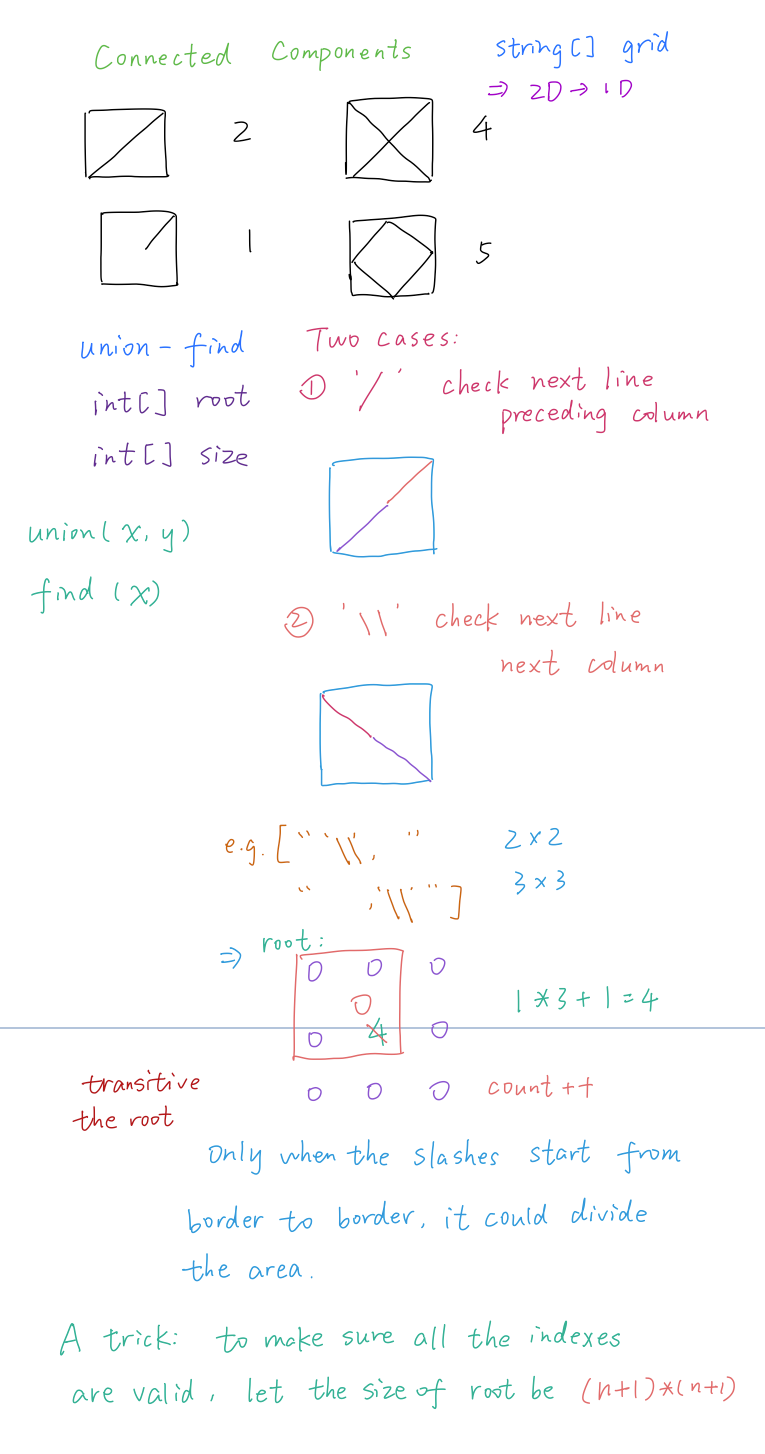 Connected Components
string[] grid
⇒ 2D → 1D
2
4
1
5
union - find
int[] root
int[] size
union(x, y)
find (x)
Two cases:
① '/' check next line
preceding column
② '\\' check next line
next column
e.g. [" '\\', "
" , '\\' "]
2 × 2
3 × 3
⇒ root:
0 0 0
0
0 4 0
0 0 0
1 * 3 + 1 = 4
count ++
transitive
the root
Only when the slashes start from
border to border, it could divide
the area.
A trick: to make sure all the indexes
are valid, let the size of root be (n+1)*(n+1)